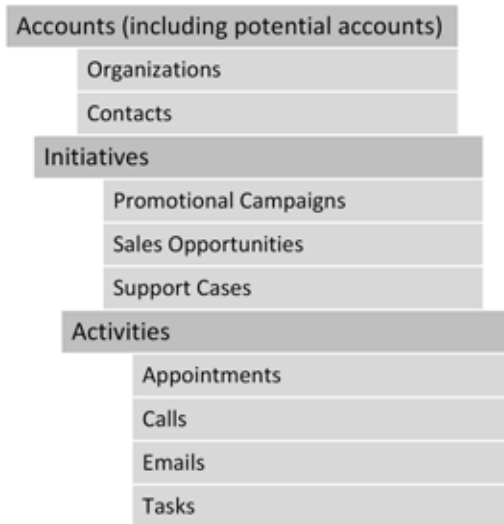 Accounts (including potential accounts)
Organizations
Contacts
Initiatives
Promotional Campaigns
Sales Opportunities
Support Cases
Activities
Appointments
Calls
Emails
Tasks